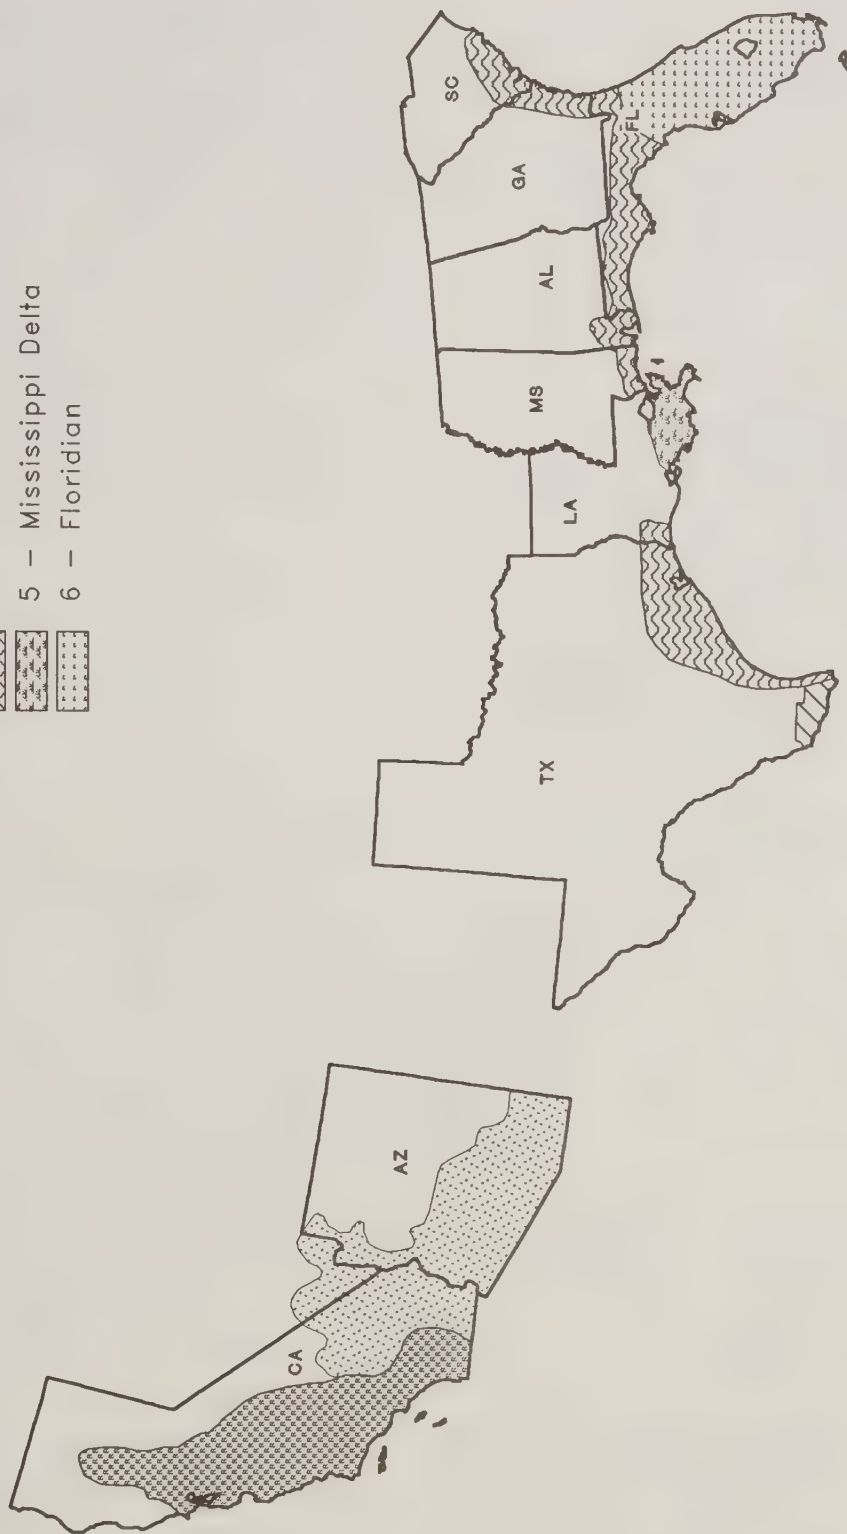 5 – Mississippi Delta
6 – Floridian
CA
AZ
TX
LA
MS
AL
GA
SC
FL